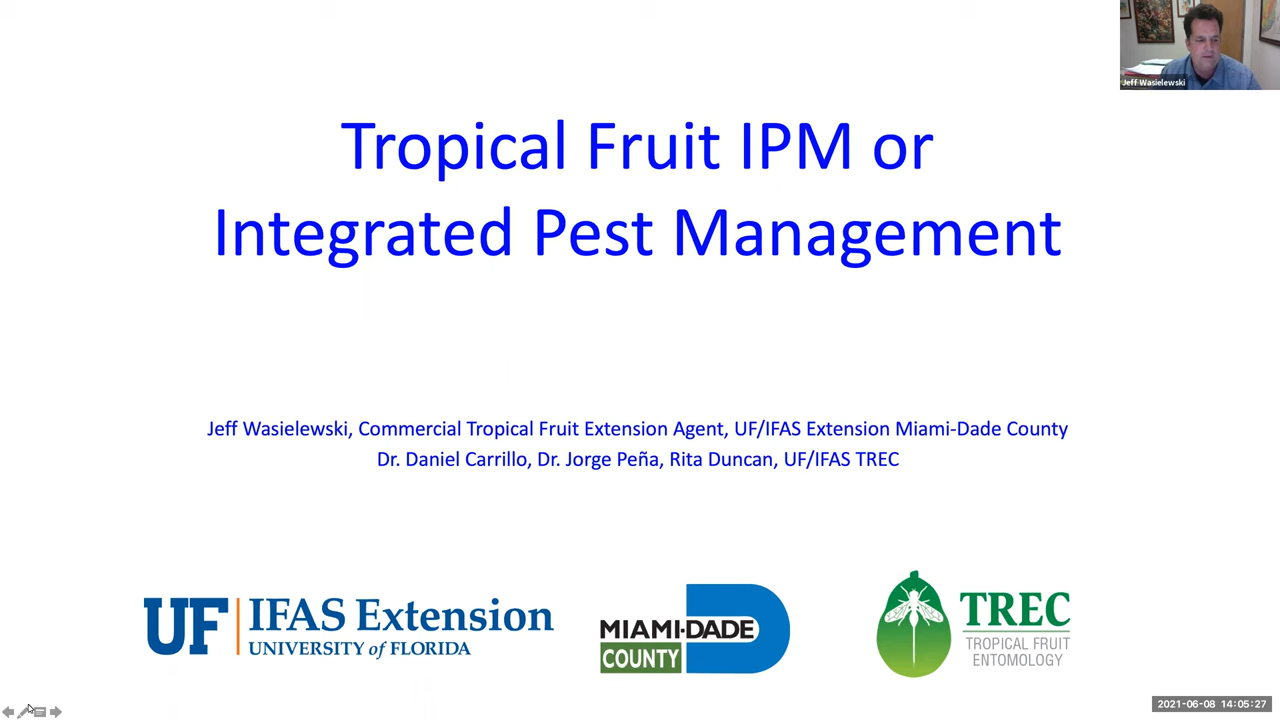 Jeff Wasielewski
Tropical Fruit IPM or
Integrated Pest Management
Jeff Wasielewski, Commercial Tropical Fruit Extension Agent, UF/IFAS Extension Miami-Dade County
Dr. Daniel Carrillo, Dr. Jorge Peña, Rita Duncan, UF/IFAS TREC
UF IFAS Extension
UNIVERSITY of FLORIDA
MIAMI-DADE
COUNTY
TREC
TROPICAL FRUIT
ENTOMOLOGY
2021-06-08 14:05:27